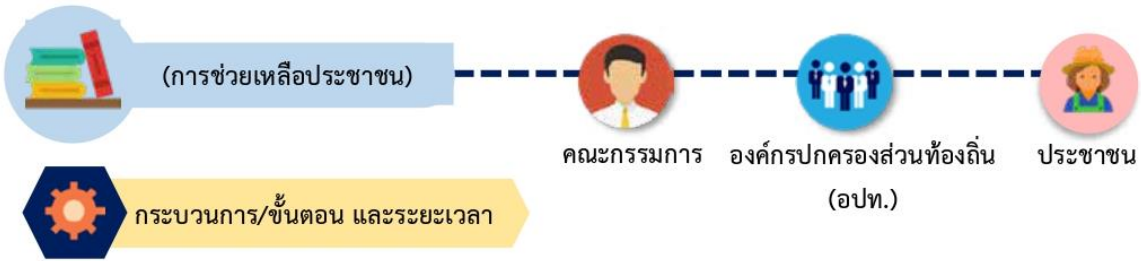 (การช่วยเหลือประชาชน)
คณะกรรมการ
องค์กรปกครองส่วนท้องถิ่น
(อปท.)
ประชาชน
กระบวนการ/ขั้นตอน และระยะเวลา